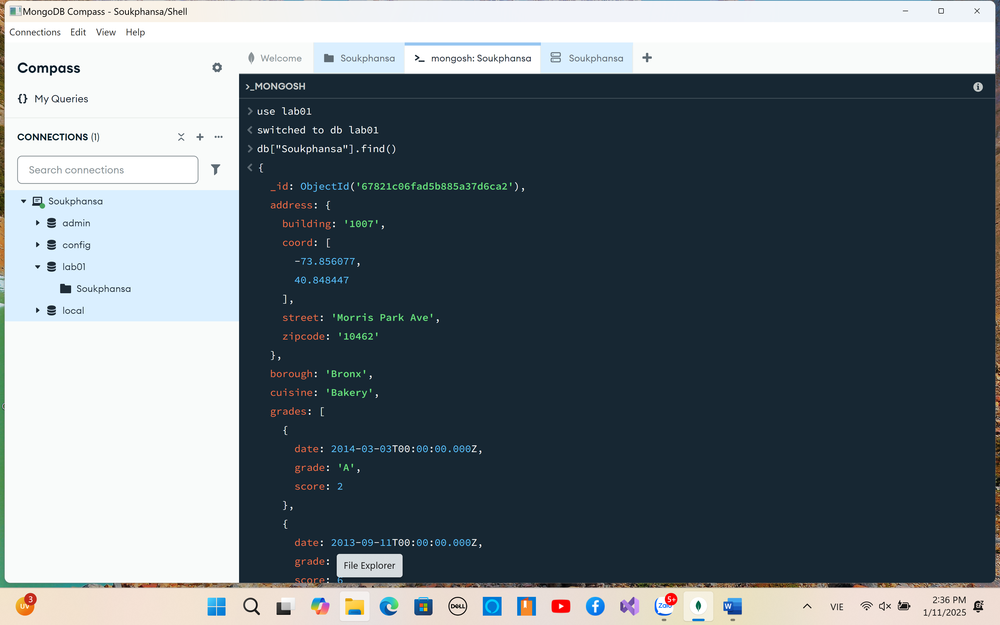 MongoDB Compass - Soukphansa/Shell
Connections Edit View Help
Compass
{} My Queries
CONNECTIONS (1)
Search connections
Soukphansa
admin
config
lab01
Soukphansa
local
Welcome
Soukphansa
mongosh: Soukphansa
Soukphansa
>_MONGOSH
> use lab01
< switched to db lab01
> db["Soukphansa"].find()
< {
_id: ObjectId('67821c06fad5b885a37d6ca2'),
address: {
building: '1007',
coord: [
-73.856077,
40.848447
],
street: 'Morris Park Ave',
zipcode: '10462'
},
borough: 'Bronx',
cuisine: 'Bakery',
grades: [
{
date: 2014-03-03T00:00:00.000Z,
grade: 'A',
score: 2
},
{
date: 2013-09-11T00:00:00.000Z,
grade:
score: 6
File Explorer
UV
3
DELL
Zalo
5+
W
VIE
2:36 PM
1/11/2025